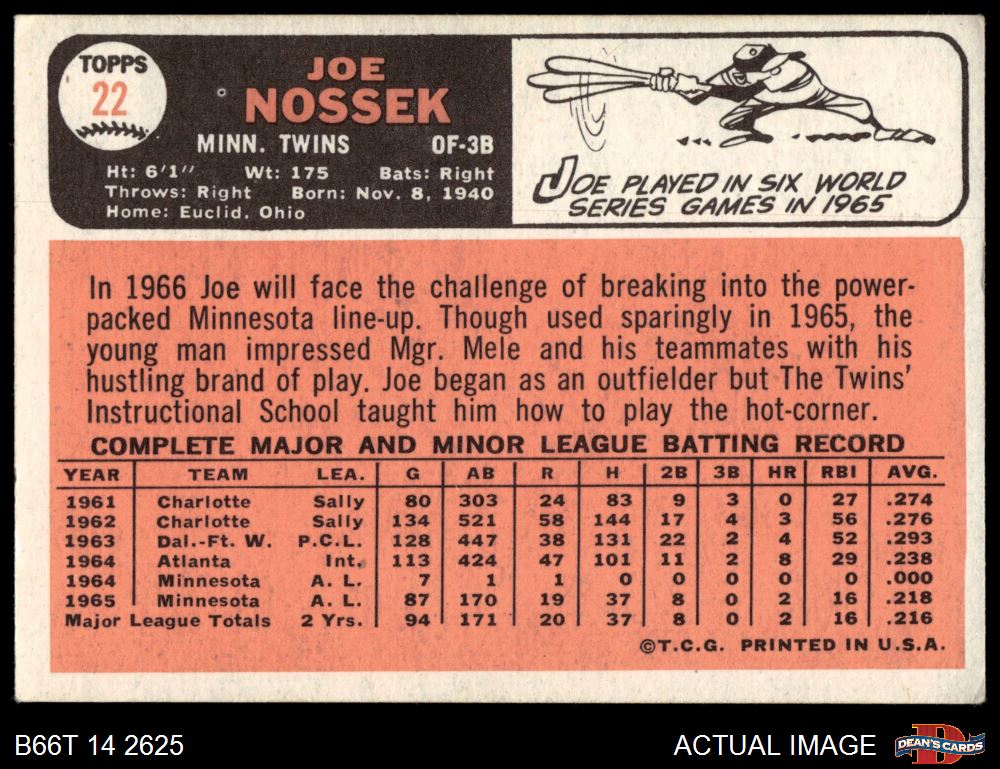 TOPPS
22
JOE
NOSSEK
MINN. TWINS OF-3B
Ht: 6'1" Wt: 175 Bats: Right
Throws: Right Born: Nov. 8, 1940
Home: Euclid, Ohio
JOE PLAYED IN SIX WORLD
SERIES GAMES IN 1965
In 1966 Joe will face the challenge of breaking into the power-
packed Minnesota line-up. Though used sparingly in 1965, the
young man impressed Mgr. Mele and his teammates with his
hustling brand of play. Joe began as an outfielder but The Twins'
Instructional School taught him how to play the hot-corner.
COMPLETE MAJOR AND MINOR LEAGUE BATTING RECORD
YEAR TEAM LEA. G AB R H 2B 3B HR RBI AVG.
1961 Charlotte Sally 80 303 24 83 9 3 0 27 .274
1962 Charlotte Sally 134 521 58 144 17 4 3 56 .276
1963 Dal.-Ft. W. P.C.L. 128 447 38 131 22 2 4 52 .293
1964 Atlanta Int. 113 424 47 101 11 2 8 29 .238
1964 Minnesota A. L. 7 1 1 0 0 0 0 0 .000
1965 Minnesota A. L. 87 170 19 37 8 0 2 16 .218
Major League Totals 2 Yrs. 94 171 20 37 8 0 2 16 .216
©T.C.G. PRINTED IN U.S.A.
B66T 14 2625 ACTUAL IMAGE
D
DEAN'S CARDS